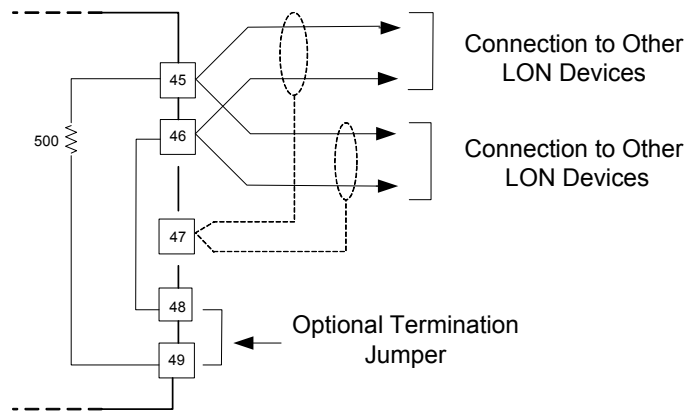 Connection to Other
LON Devices
45
500
46
Connection to Other
LON Devices
47
48
Optional Termination
Jumper
49